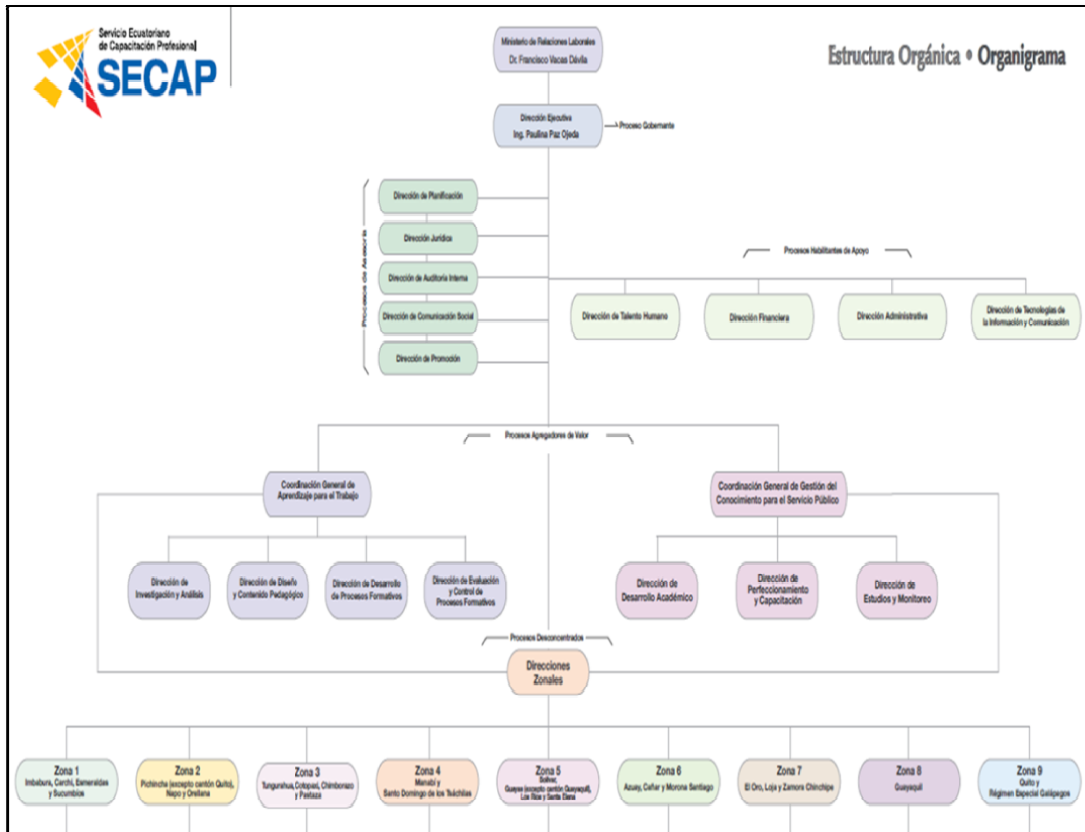 Servicio Ecuatoriano
de Capacitación Profesional
SECAP
Estructura Orgánica • Organigrama
Ministerio de Relaciones Laborales
Dr. Francisco Vacas Dávila
Dirección Ejecutiva
Ing. Paulina Paz Ojeda
Proceso Gobernante
Procesos de Asesoría
Dirección de Planificación
Dirección Jurídica
Dirección de Auditoría Interna
Dirección de Comunicación Social
Dirección de Promoción
Procesos Habilitantes de Apoyo
Dirección de Talento Humano
Dirección Financiera
Dirección Administrativa
Dirección de Tecnologías de
la Información y Comunicación
Procesos Agregadores de Valor
Coordinación General de
Aprendizaje para el Trabajo
Coordinación General de Gestión del
Conocimiento para el Servicio Público
Dirección de
Investigación y Análisis
Dirección de Diseño
y Contenido Pedagógico
Dirección de Desarrollo
de Procesos Formativos
Dirección de Evaluación
y Control de
Procesos Formativos
Dirección de
Desarrollo Académico
Dirección de
Perfeccionamiento
y Capacitación
Dirección de
Estudios y Monitoreo
Procesos Desconcentrados
Direcciones
Zonales
Zona 1
Imbabura, Carchi, Esmeraldas
y Sucumbíos
Zona 2
Pichincha (excepto cantón Quito),
Napo y Orellana
Zona 3
Tungurahua, Cotopaxi, Chimborazo
y Pastaza
Zona 4
Manabí y
Santo Domingo de los Tsáchilas
Zona 5
Bolívar,
Guayas (excepto cantón Guayaquil),
Los Ríos y Santa Elena
Zona 6
Azuay, Cañar y Morona Santiago
Zona 7
El Oro, Loja y Zamora Chinchipe
Zona 8
Guayaquil
Zona 9
Quito y
Régimen Especial Galápagos